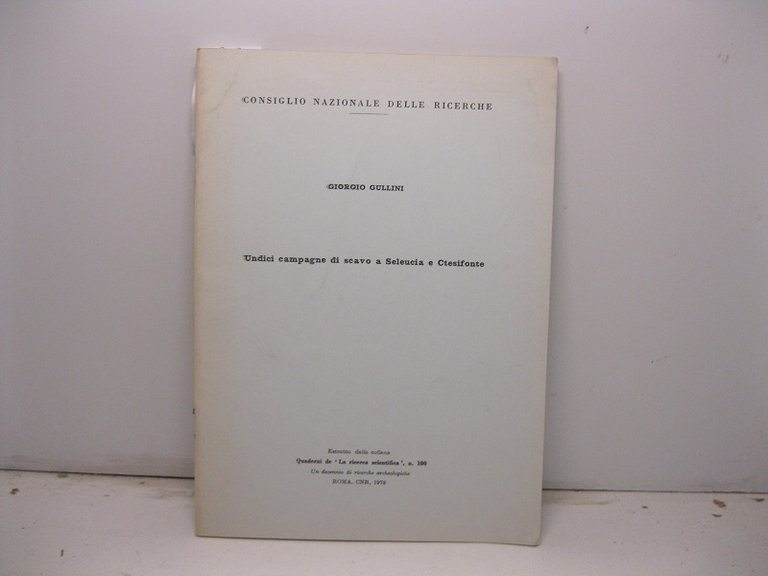 CONSIGLIO NAZIONALE DELLE RICERCHE
GIORGIO GULLINI
Undici campagne di scavo a Seleucia e Ctesifonte
Estratto dalla collana
Quaderni de "La ricerca scientifica", n. 100
Un decennio di ricerche archeologiche
ROMA, CNR, 1978